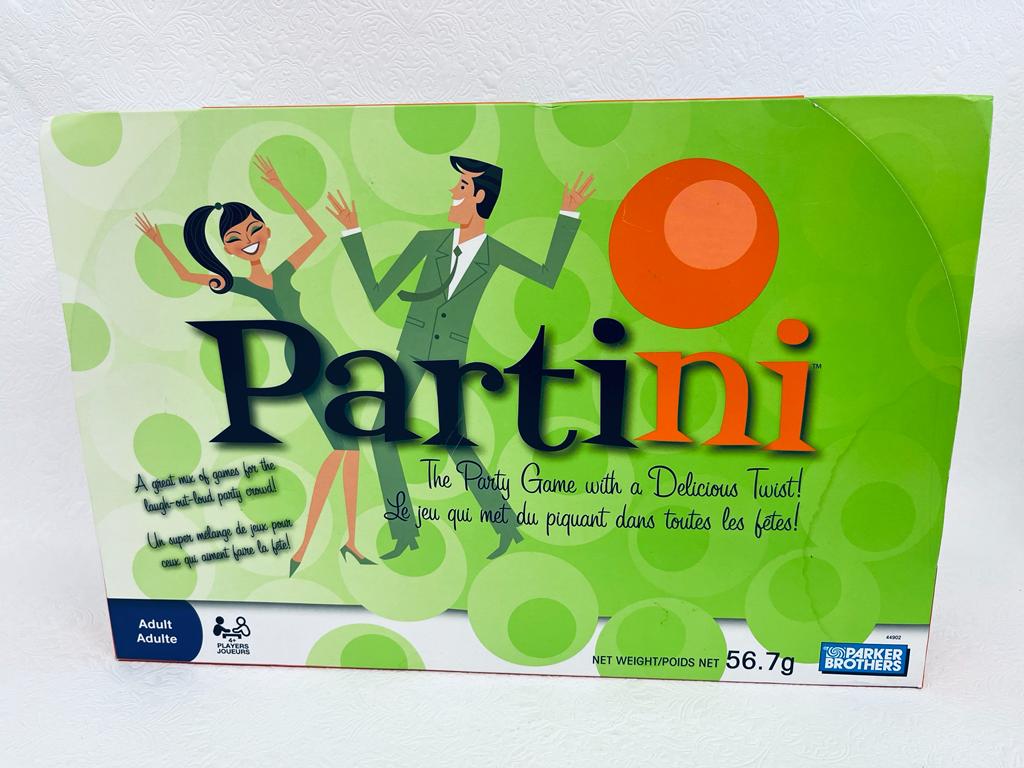 Partini™
The Party Game with a Delicious Twist!
Le jeu qui met du piquant dans toutes les fêtes!
A great mix of games for the
laugh-out-loud party crowd!
Un super mélange de jeux pour
ceux qui aiment faire la fête!
Adult
Adulte
4+
PLAYERS
JOUEURS
NET WEIGHT/POIDS NET 56.7g
44902
PARKER
BROTHERS